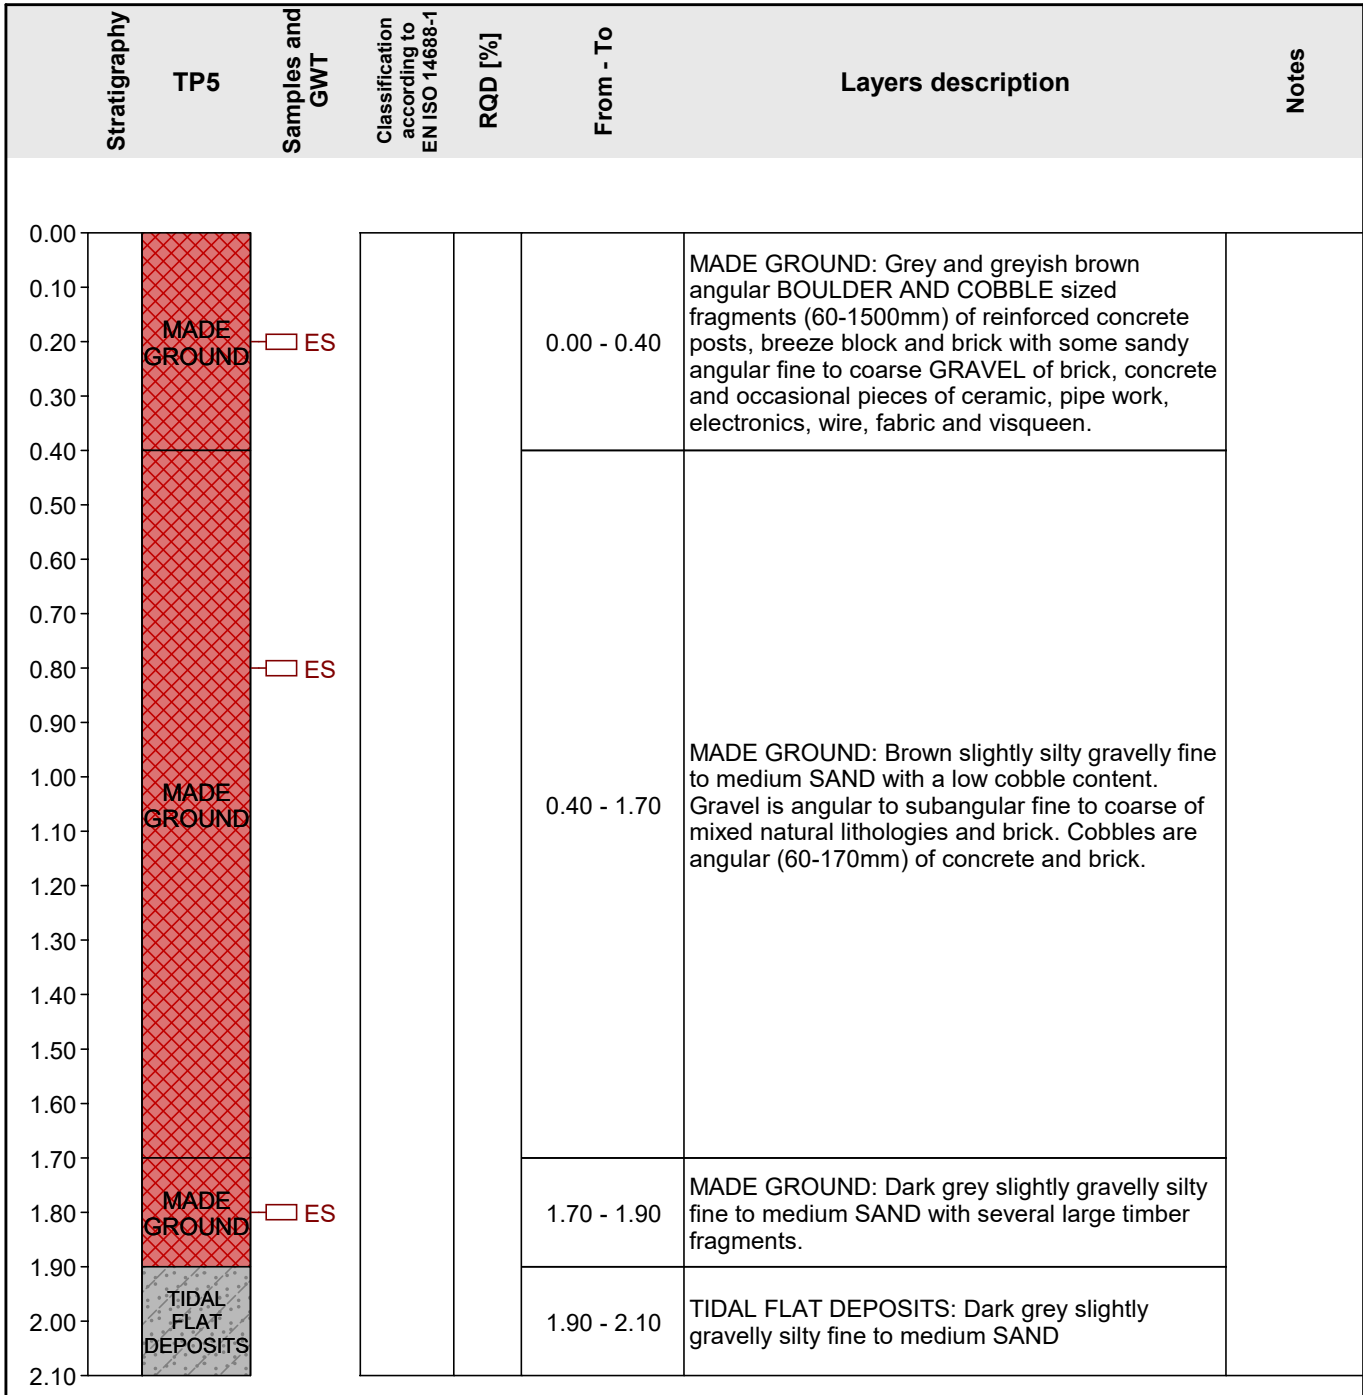 Stratigraphy
TP5
Samples and
GWT
Classification
according to
EN ISO 14688-1
RQD [%]
From - To
Layers description
Notes
0.00
0.10
0.20
0.30
0.40
0.50
0.60
0.70
0.80
0.90
1.00
1.10
1.20
1.30
1.40
1.50
1.60
1.70
1.80
1.90
2.00
2.10
MADE
GROUND
ES
0.00 - 0.40
MADE GROUND: Grey and greyish brown
angular BOULDER AND COBBLE sized
fragments (60-1500mm) of reinforced concrete
posts, breeze block and brick with some sandy
angular fine to coarse GRAVEL of brick, concrete
and occasional pieces of ceramic, pipe work,
electronics, wire, fabric and visqueen.
ES
MADE
GROUND
0.40 - 1.70
MADE GROUND: Brown slightly silty gravelly fine
to medium SAND with a low cobble content.
Gravel is angular to subangular fine to coarse of
mixed natural lithologies and brick. Cobbles are
angular (60-170mm) of concrete and brick.
MADE
GROUND
ES
1.70 - 1.90
MADE GROUND: Dark grey slightly gravelly silty
fine to medium SAND with several large timber
fragments.
TIDAL
FLAT
DEPOSITS
1.90 - 2.10
TIDAL FLAT DEPOSITS: Dark grey slightly
gravelly silty fine to medium SAND